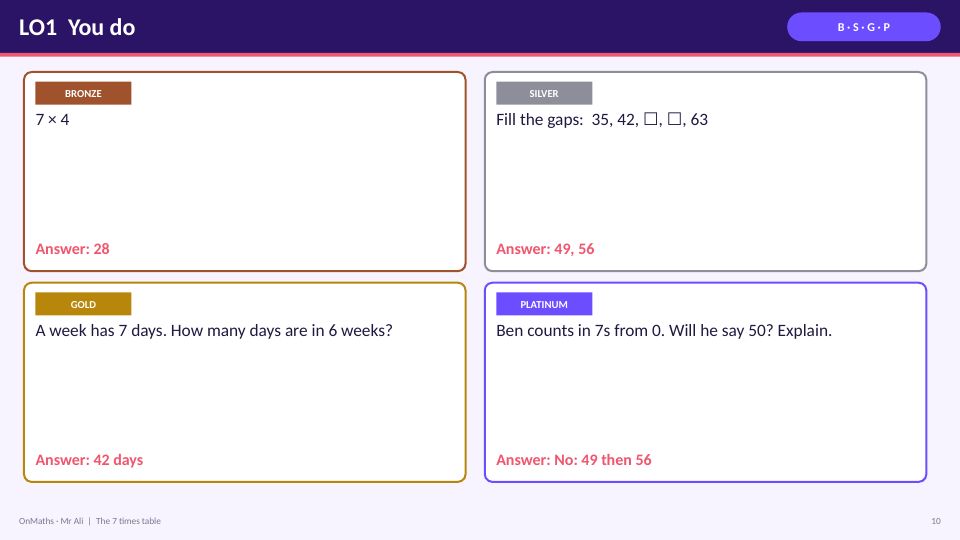 LO1  You do
B · S · G · P
BRONZE
7 × 4
Answer: 28
SILVER
Fill the gaps:  35, 42, ☐, ☐, 63
Answer: 49, 56
GOLD
A week has 7 days. How many days are in 6 weeks?
Answer: 42 days
PLATINUM
Ben counts in 7s from 0. Will he say 50? Explain.
Answer: No: 49 then 56
OnMaths - Mr Ali  |  The 7 times table
10